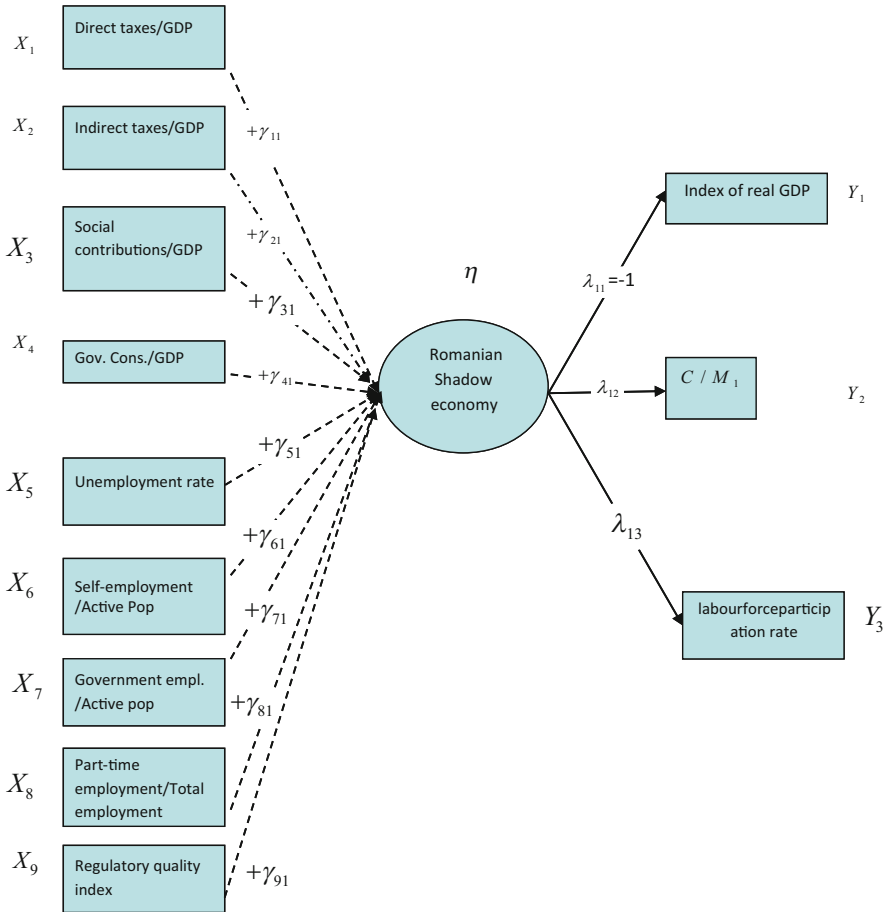 X₁
Direct taxes/GDP
X₂
Indirect taxes/GDP
X₃
Social
contributions/GDP
X₄
Gov. Cons./GDP
X₅
Unemployment rate
X₆
Self-employment
/Active Pop
X₇
Government empl.
/Active pop
X₈
Part-time
employment/Total
employment
X₉
Regulatory quality
index
+γ₁₁
+γ₂₁
+γ₃₁
+γ₄₁
+γ₅₁
+γ₆₁
+γ₇₁
+γ₈₁
+γ₉₁
η
Romanian
Shadow
economy
λ₁₁=-1
λ₁₂
λ₁₃
Index of real GDP
Y₁
C / M₁
Y₂
labourforceparticip
ation rate
Y₃